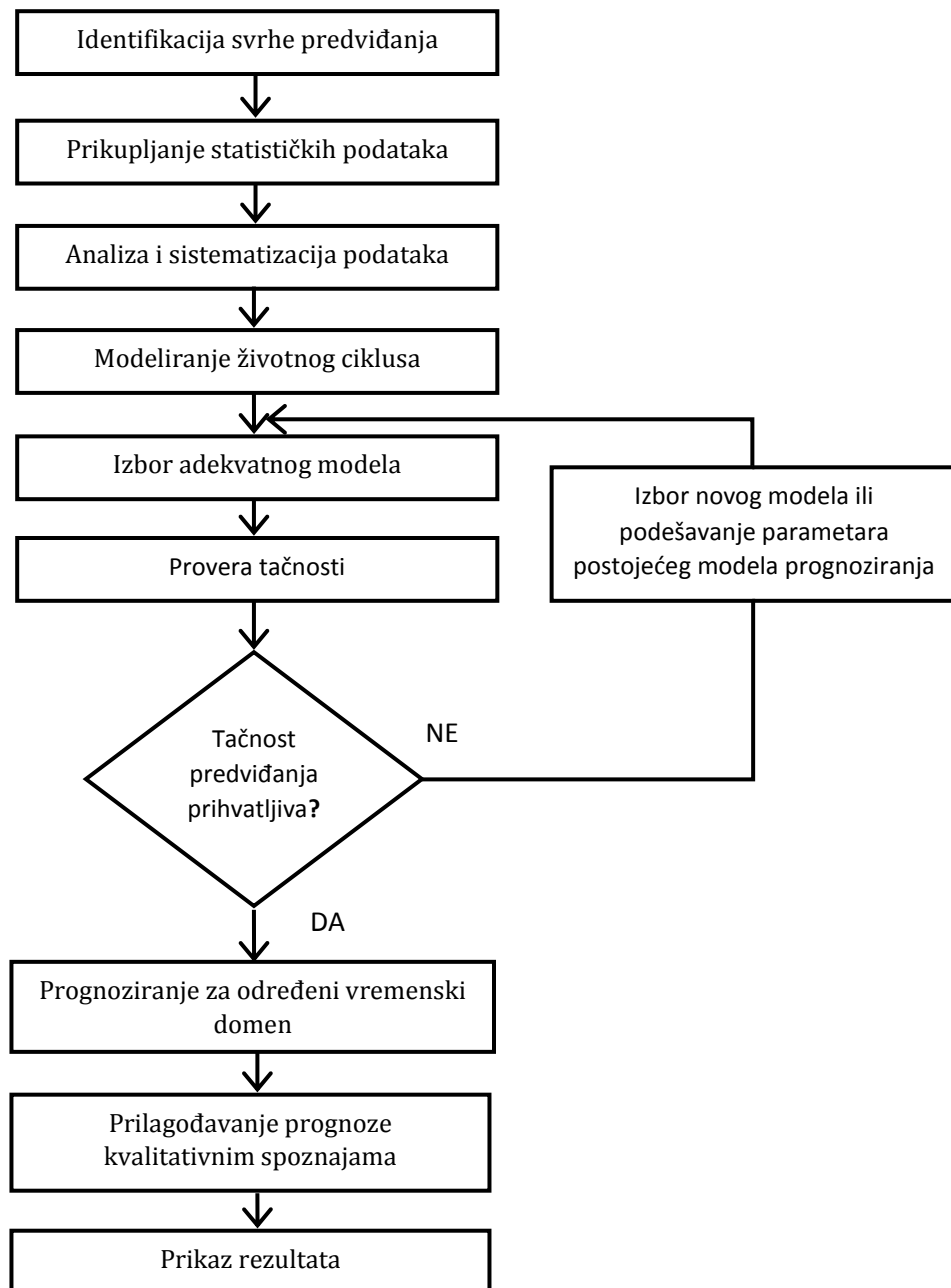 Identifikacija svrhe predviđanja
Prikupljanje statističkih podataka
Analiza i sistematizacija podataka
Modeliranje životnog ciklusa
Izbor adekvatnog modela
Izbor novog modela ili
podešavanje parametara
postojećeg modela prognoziranja
Provera tačnosti
Tačnost
predviđanja
prihvatljiva?
NE
DA
Prognoziranje za određeni vremenski
domen
Prilagođavanje prognoze
kvalitativnim spoznajama
Prikaz rezultata